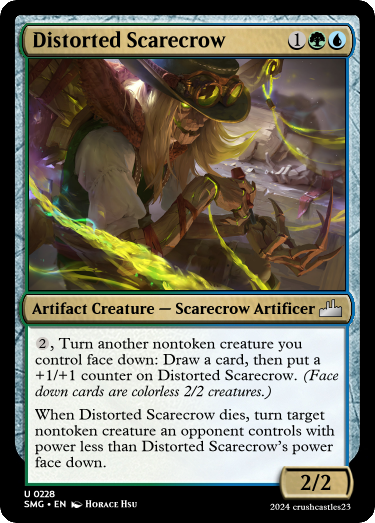 Distorted Scarecrow 1
Artifact Creature — Scarecrow Artificer
2, Turn another nontoken creature you
control face down: Draw a card, then put a
+1/+1 counter on Distorted Scarecrow. (Face
down cards are colorless 2/2 creatures.)
When Distorted Scarecrow dies, turn target
nontoken creature an opponent controls with
power less than Distorted Scarecrow's power
face down.
2/2
U 0228
SMG • EN Horace Hsu
2024 crushcastles23